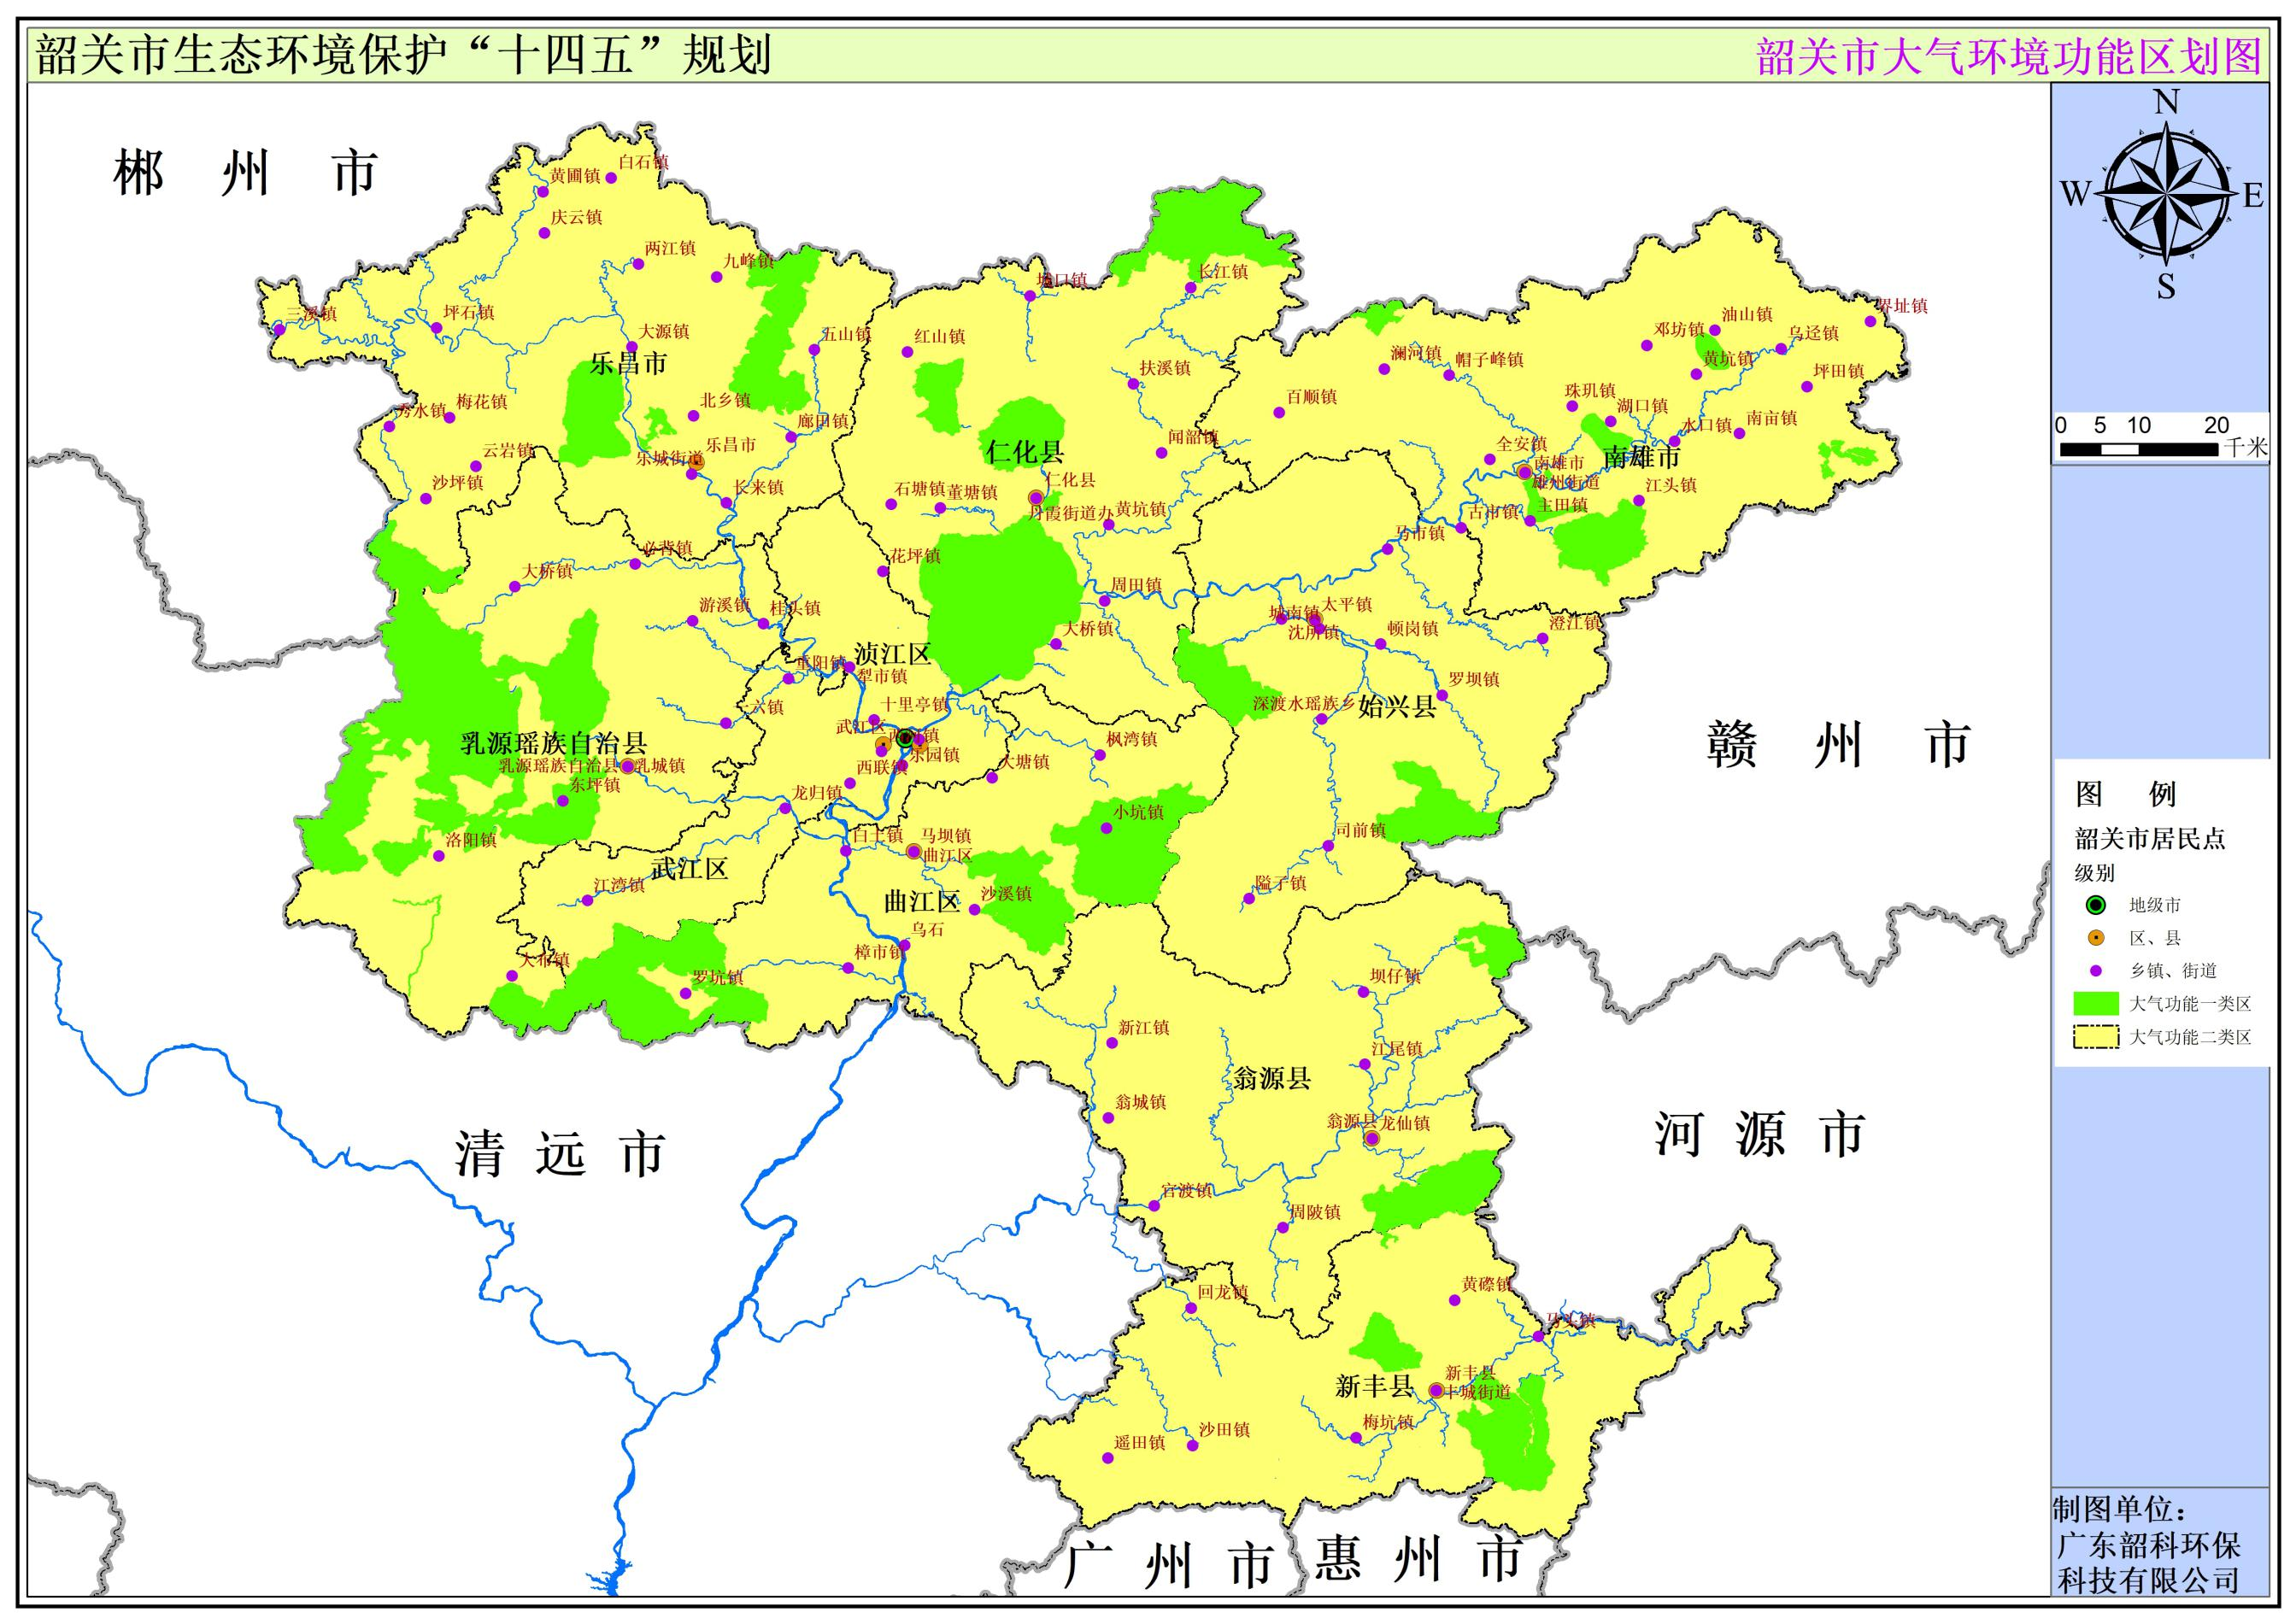 韶关市生态环境保护“十四五”规划
韶关市大气环境功能区划图
郴州市
N
W
E
S
0 5 10 20
千米
白石镇
黄圃镇
庆云镇
两江镇
九峰镇
三溪镇
坪石镇
大源镇
乐昌市
五山镇
秀水镇
梅花镇
北乡镇
廊田镇
云岩镇
乐昌市
乐城街道
沙坪镇
长来镇
城口镇
长江镇
红山镇
扶溪镇
仁化县
闻韶镇
石塘镇
董塘镇
仁化县
丹霞街道办
黄坑镇
花坪镇
周田镇
大桥镇
界址镇
油山镇
邓坊镇
乌迳镇
澜河镇
帽子峰镇
黄坑镇
坪田镇
百顺镇
珠玑镇
湖口镇
水口镇
南亩镇
全安镇
南雄市
南雄市
雄州街道
江头镇
古市镇
主田镇
马市镇
必背镇
大桥镇
游溪镇
桂头镇
浈江区
重阳镇
犁市镇
一六镇
十里亭镇
武江区
乐园镇
西联镇
大塘镇
枫湾镇
乳源瑶族自治县
乳源瑶族自治县
乳城镇
东坪镇
龙归镇
洛阳镇
武江区
江湾镇
白土镇
马坝镇
曲江区
小坑镇
曲江区
沙溪镇
乌石
樟市镇
大布镇
罗坑镇
城南镇
太平镇
沈所镇
顿岗镇
澄江镇
罗坝镇
深渡水瑶族乡
始兴县
司前镇
隘子镇
赣州市
坝仔镇
新江镇
江尾镇
翁源县
翁城镇
翁源县
龙仙镇
官渡镇
周陂镇
清远市
河源市
回龙镇
黄磜镇
马头镇
新丰县
新丰县
丰城街道
梅坑镇
沙田镇
遥田镇
广州市
惠州市
图例
韶关市居民点
级别
地级市
区、县
乡镇、街道
大气功能一类区
大气功能二类区
制图单位：
广东韶科环保
科技有限公司